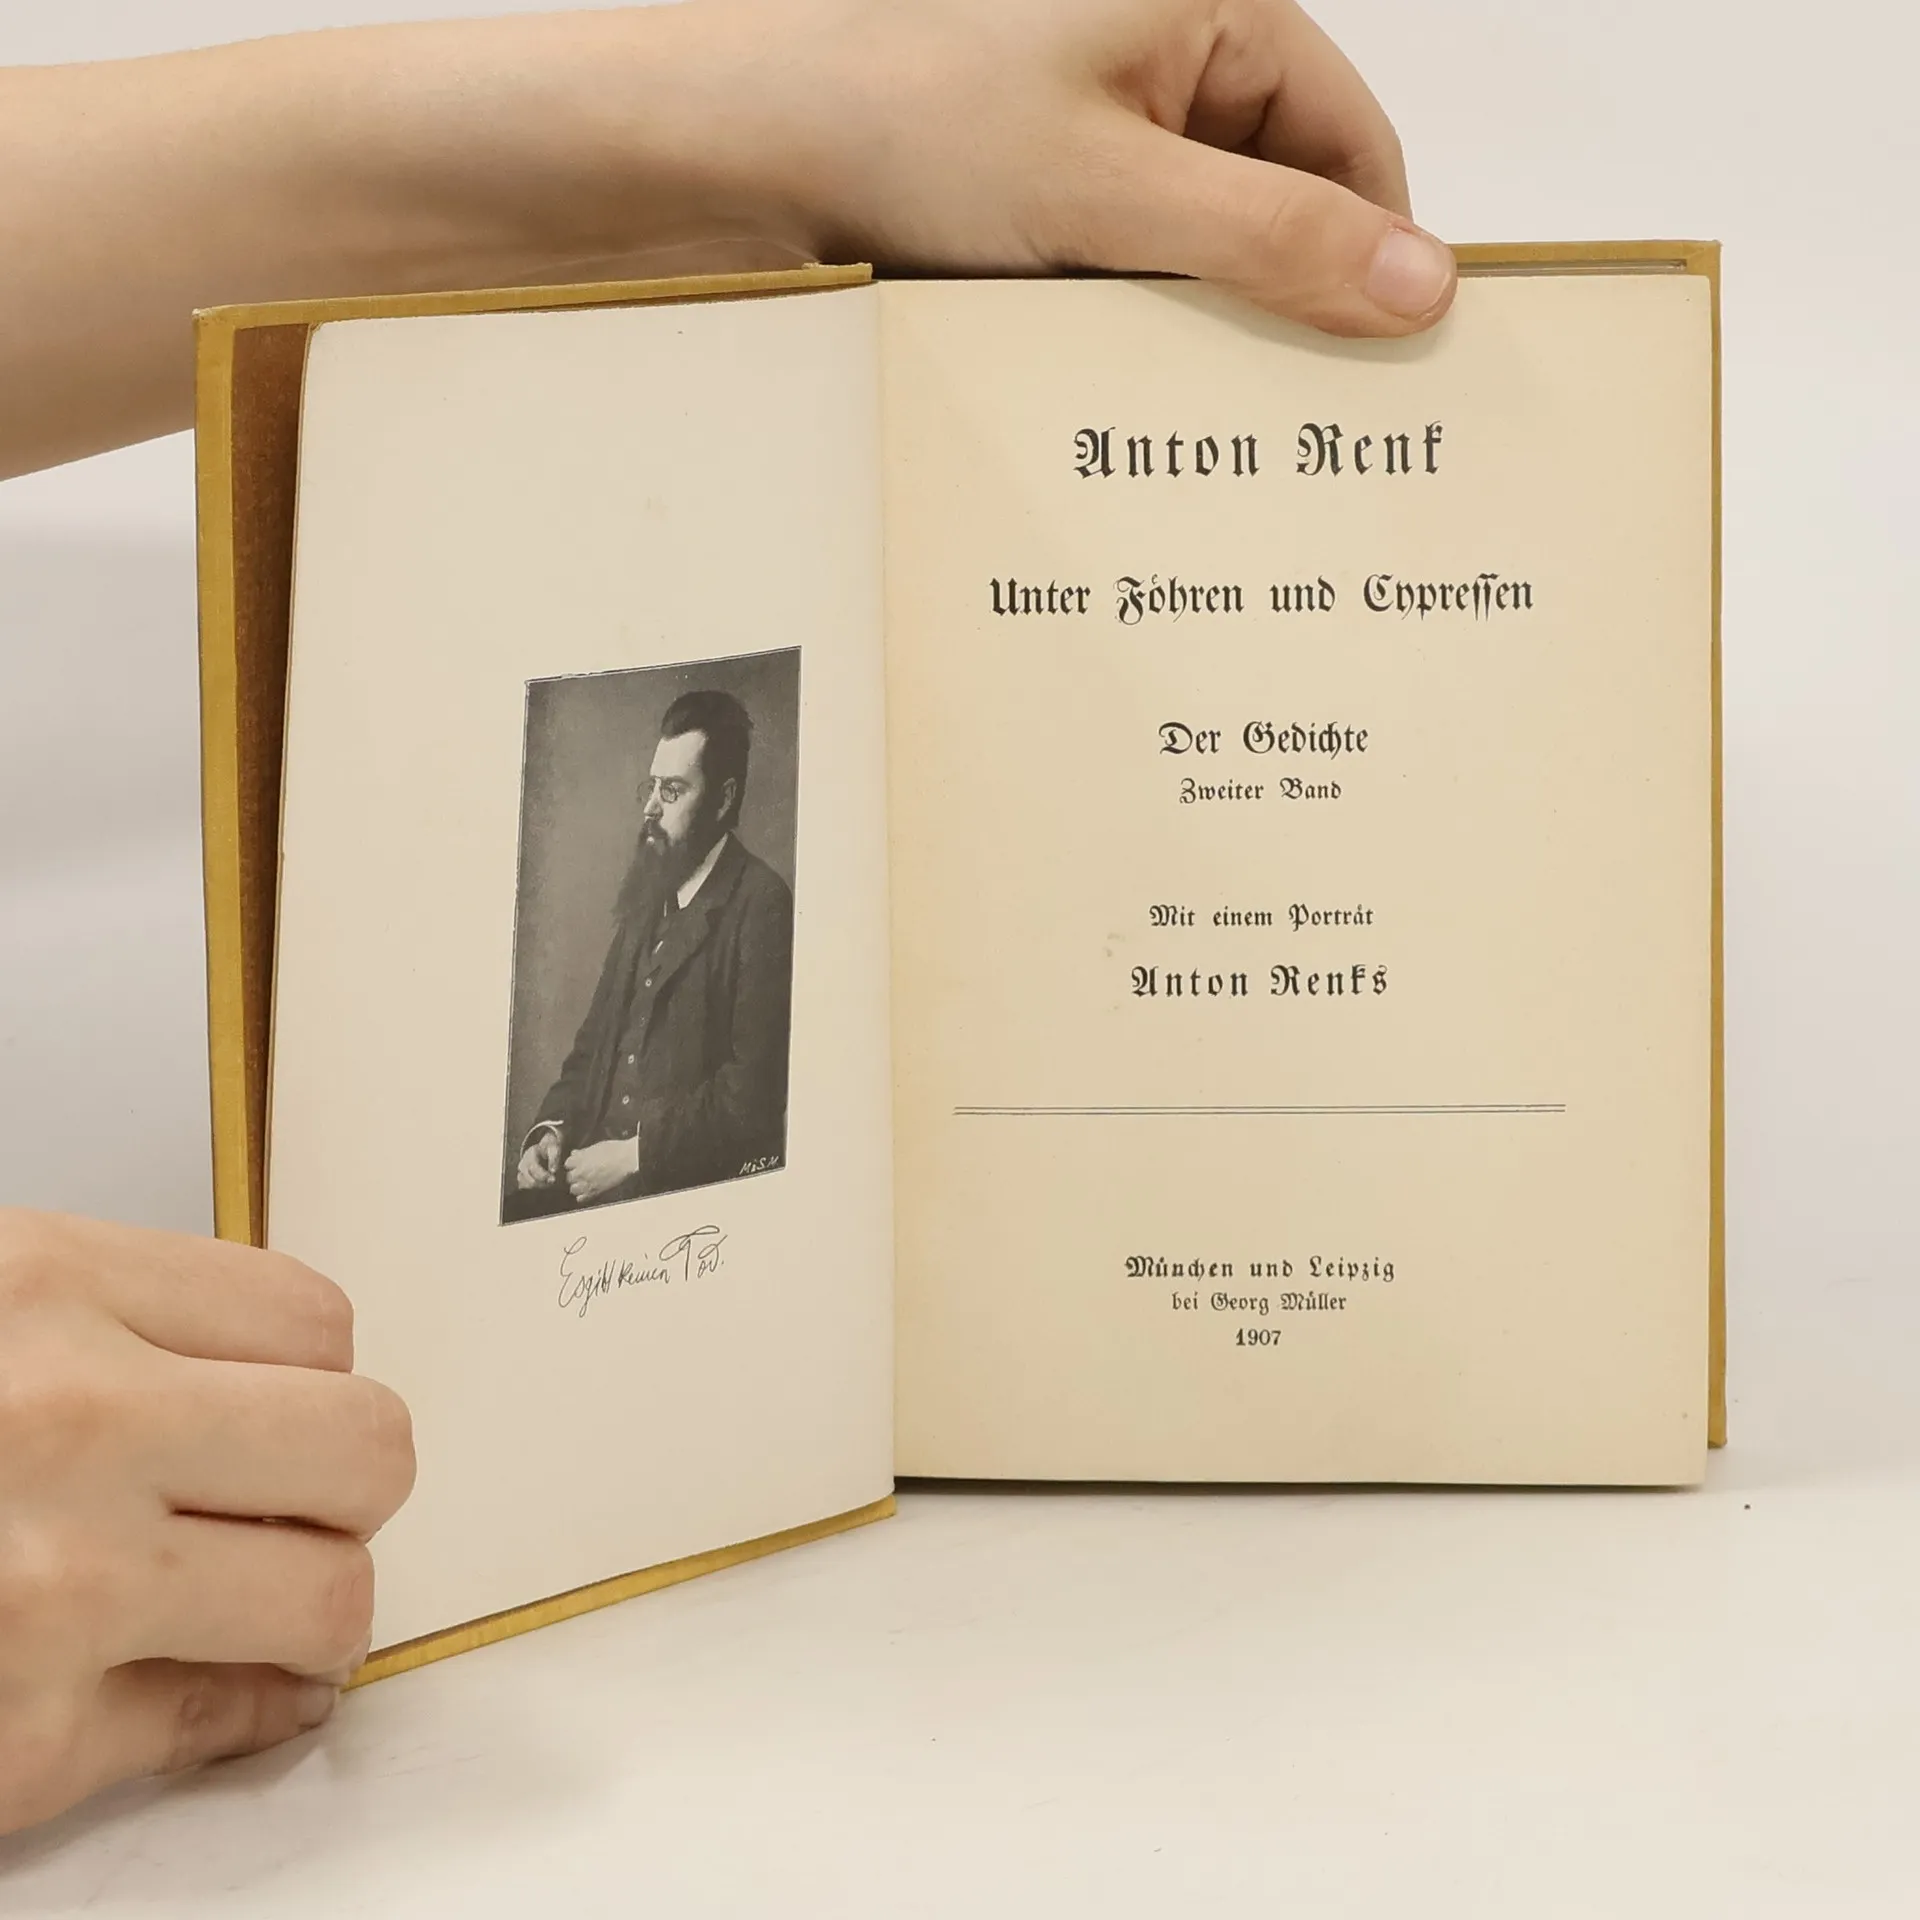 M&S.M.
Es gibt keinen Tod.
Anton Renk
Unter Föhren und Cypressen
Der Gedichte
Zweiter Band
Mit einem Porträt
Anton Renks
München und Leipzig
bei Georg Müller
1907